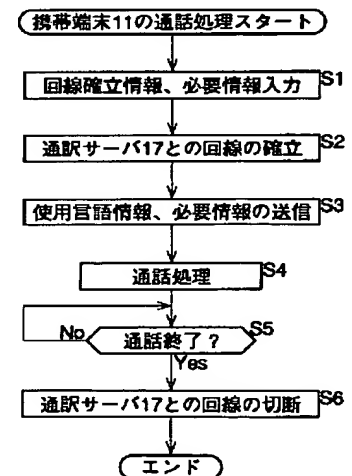 携帯端末11の通話処理スタート
回線確立情報、必要情報入力 S1
通訳サーバ17との回線の確立 S2
使用言語情報、必要情報の送信 S3
通話処理 S4
No 通話終了? S5
Yes
通訳サーバ17との回線の切断 S6
エンド